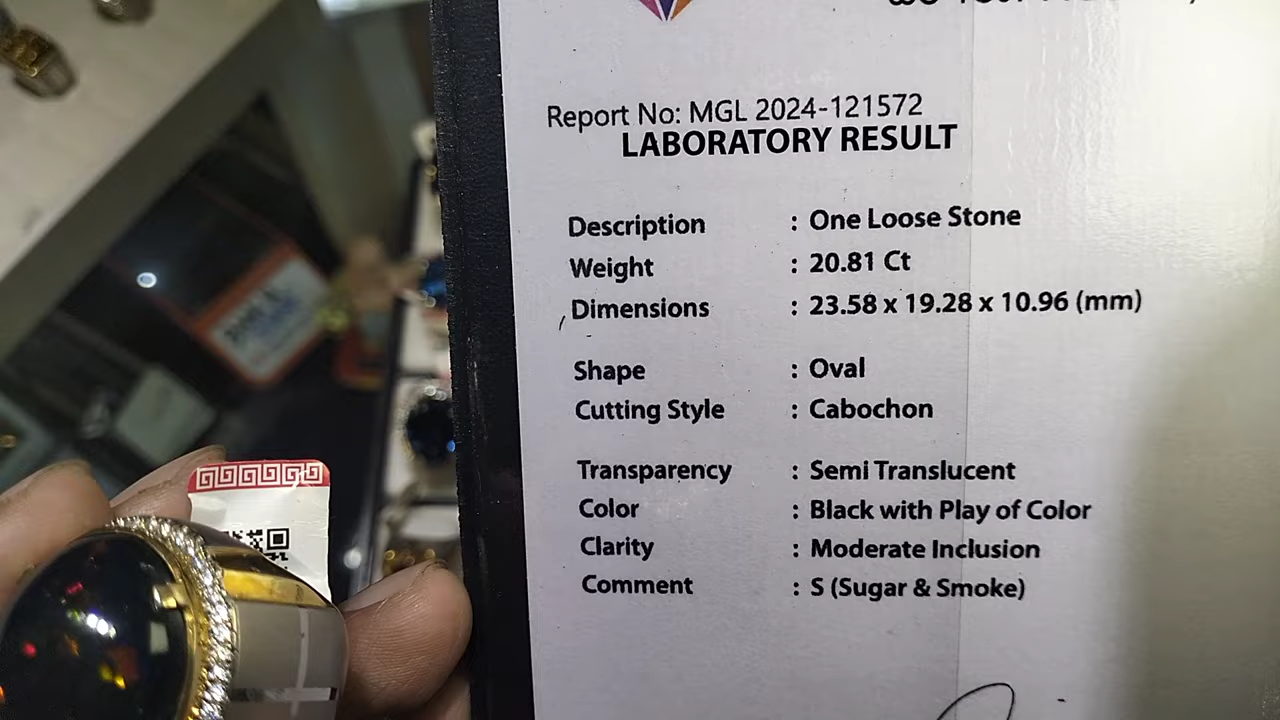 Report No: MGL 2024-121572
LABORATORY RESULT
Description : One Loose Stone
Weight : 20.81 Ct
Dimensions : 23.58 x 19.28 x 10.96 (mm)
Shape : Oval
Cutting Style : Cabochon
Transparency : Semi Translucent
Color : Black with Play of Color
Clarity : Moderate Inclusion
Comment : S (Sugar & Smoke)